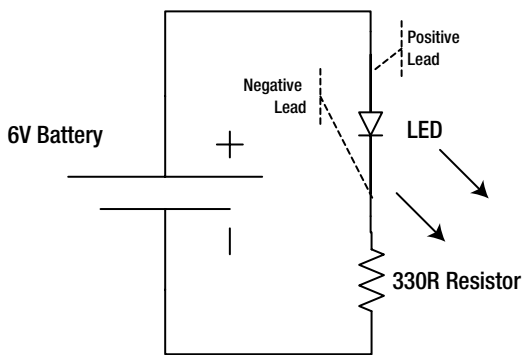 Positive
Lead
Negative
Lead
6V Battery
LED
330R Resistor